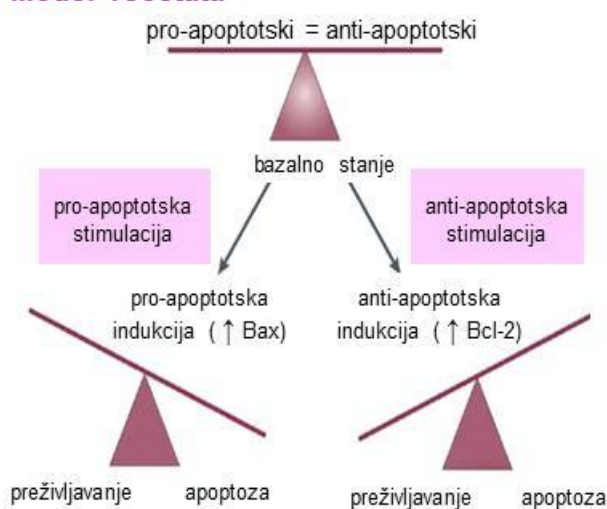 pro-apoptotski = anti-apoptotski
bazalno stanje
pro-apoptotska
stimulacija
anti-apoptotska
stimulacija
pro-apoptotska
indukcija ( ↑ Bax)
anti-apoptotska
indukcija ( ↑ Bcl-2)
preživljavanje apoptoza
preživljavanje apoptoza